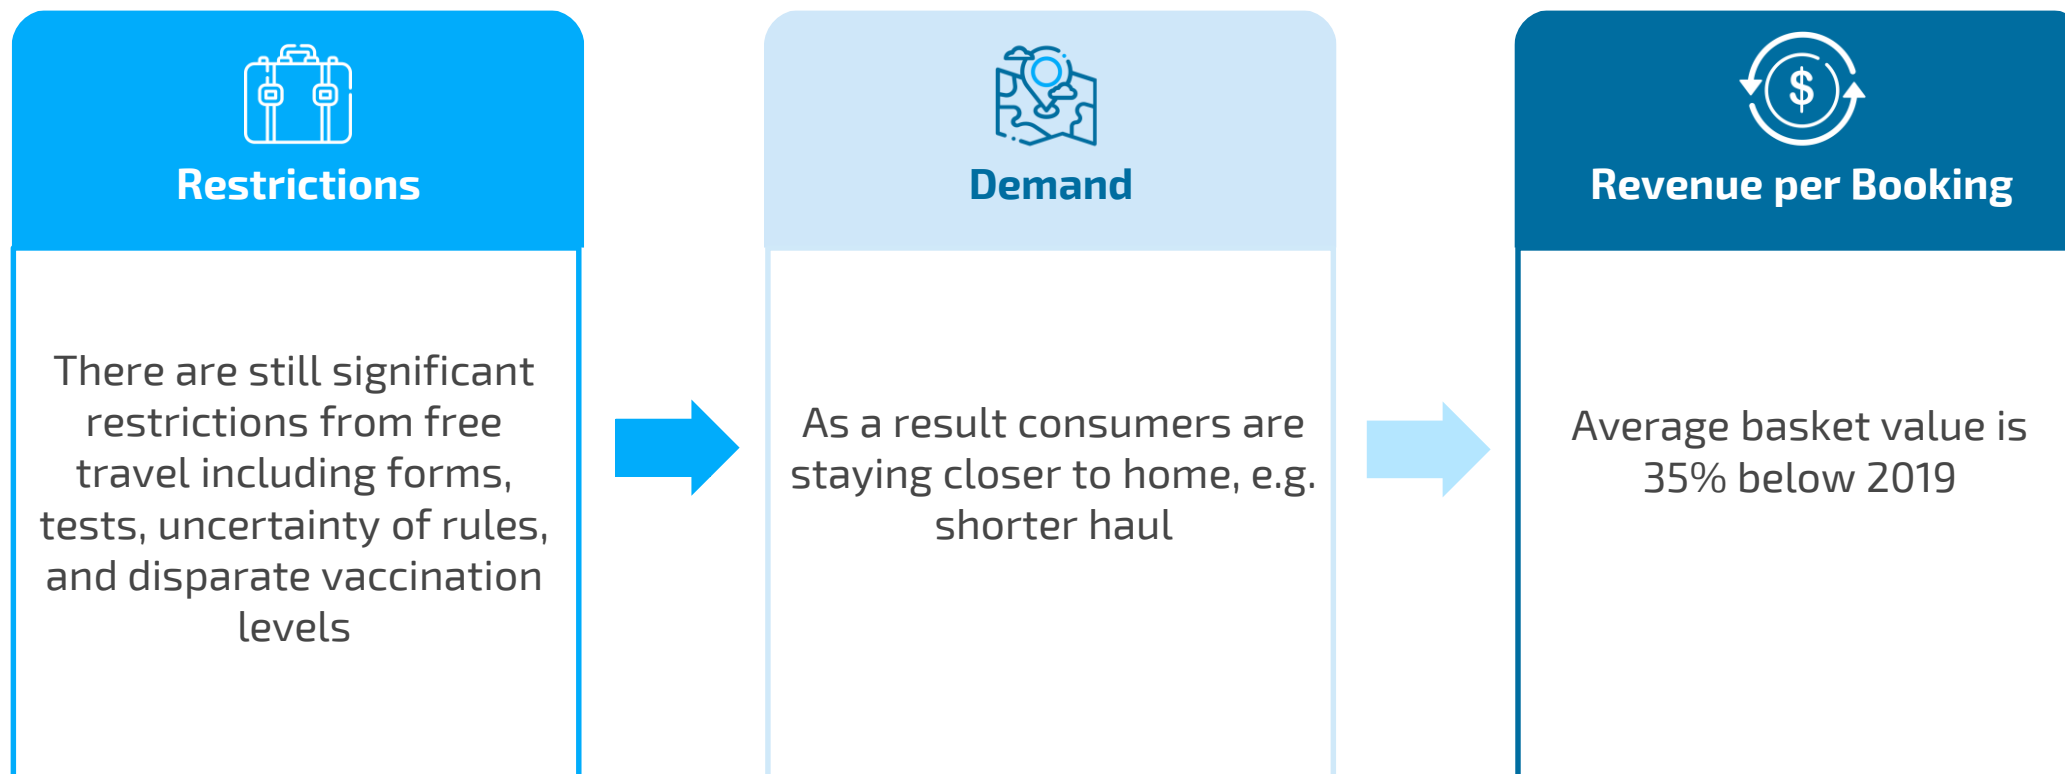 Restrictions
There are still significant
restrictions from free
travel including forms,
tests, uncertainty of rules,
and disparate vaccination
levels
Demand
As a result consumers are
staying closer to home, e.g.
shorter haul
$
Revenue per Booking
Average basket value is
35% below 2019